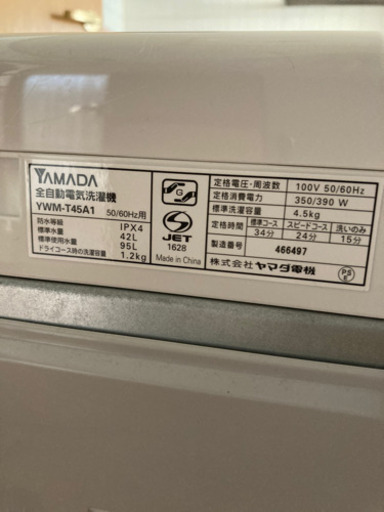 YAMADA
全自動電気洗濯機
YWM-T45A1 50/60Hz用
防水等級 IPX4
標準水量 42L
標準使用水量 95L
ドライコース時の洗濯容量 1.2kg
G
JET
1628
Made in China
定格電圧・周波数 100V 50/60Hz
定格消費電力 350/390 W
標準洗濯容量 4.5kg
定格時間 標準コース スピードコース 洗いのみ
34分 24分 15分
製造番号 466497
株式会社ヤマダ電機
PS
E